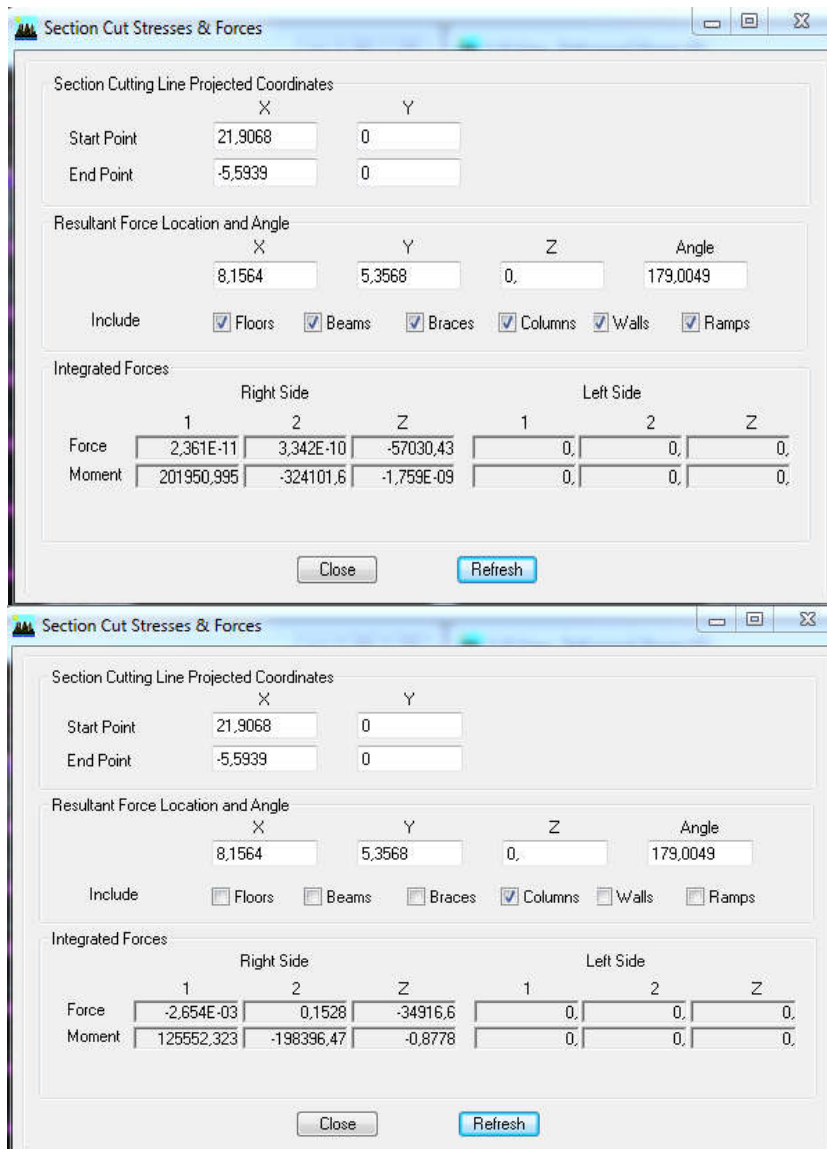 Section Cut Stresses & Forces
Section Cutting Line Projected Coordinates
X Y
Start Point 21,9068 0
End Point -5,5939 0
Resultant Force Location and Angle
X Y Z Angle
8,1564 5,3568 0, 179,0049
Include Floors Beams Braces Columns Walls Ramps
Integrated Forces
Right Side Left Side
1 2 Z 1 2 Z
Force 2,361E-11 3,342E-10 -57030,43 0, 0, 0,
Moment 201950,995 -324101,6 -1,759E-09 0, 0, 0,
Close Refresh
Section Cut Stresses & Forces
Section Cutting Line Projected Coordinates
X Y
Start Point 21,9068 0
End Point -5,5939 0
Resultant Force Location and Angle
X Y Z Angle
8,1564 5,3568 0, 179,0049
Include Floors Beams Braces Columns Walls Ramps
Integrated Forces
Right Side Left Side
1 2 Z 1 2 Z
Force -2,654E-03 0,1528 -34916,6 0, 0, 0,
Moment 125552,323 -198396,47 -0,8778 0, 0, 0,
Close Refresh